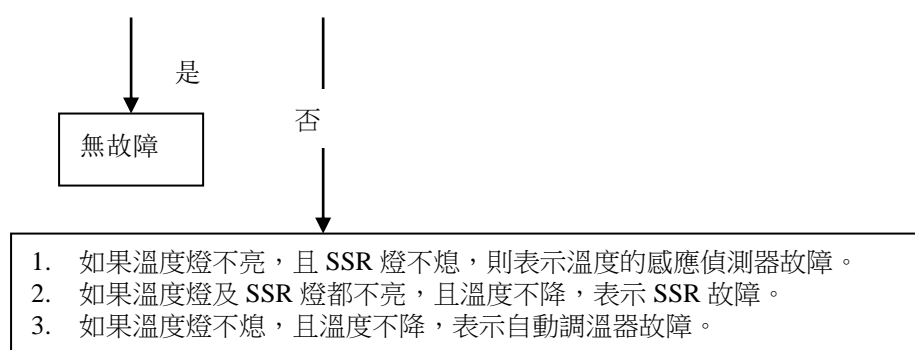 是
否
無故障
1. 如果溫度燈不亮，且 SSR 燈不熄，則表示溫度的感應偵測器故障。
2. 如果溫度燈及 SSR 燈都不亮，且溫度不降，表示 SSR 故障。
3. 如果溫度燈不熄，且溫度不降，表示自動調溫器故障。